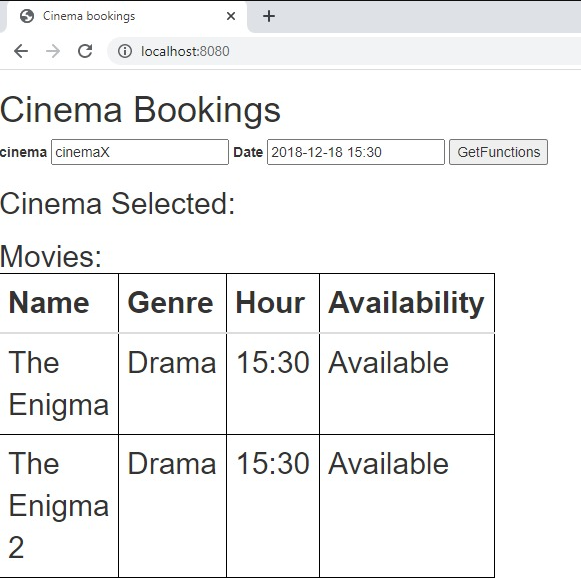 Cinema bookings
localhost:8080
Cinema Bookings
cinema cinemaX Date 2018-12-18 15:30 GetFunctions
Cinema Selected:
Movies:
Name Genre Hour Availability
The Drama 15:30 Available
Enigma
The Drama 15:30 Available
Enigma
2